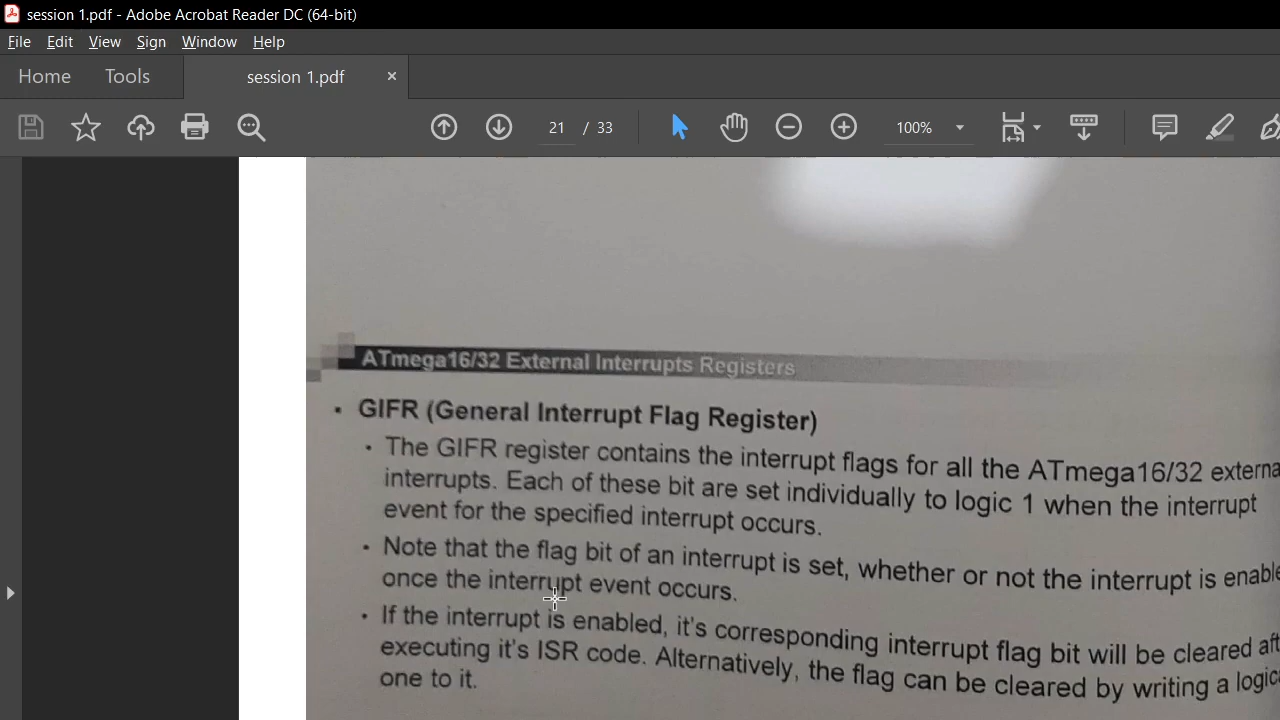 session 1.pdf - Adobe Acrobat Reader DC (64-bit)
File Edit View Sign Window Help
Home Tools session 1.pdf ×
21 / 33 100%
ATmega16/32 External Interrupts Registers
• GIFR (General Interrupt Flag Register)
• The GIFR register contains the interrupt flags for all the ATmega16/32 externa
interrupts. Each of these bit are set individually to logic 1 when the interrupt
event for the specified interrupt occurs.
• Note that the flag bit of an interrupt is set, whether or not the interrupt is enable
once the interrupt event occurs.
• If the interrupt is enabled, it's corresponding interrupt flag bit will be cleared aft
executing it's ISR code. Alternatively, the flag can be cleared by writing a logic
one to it.